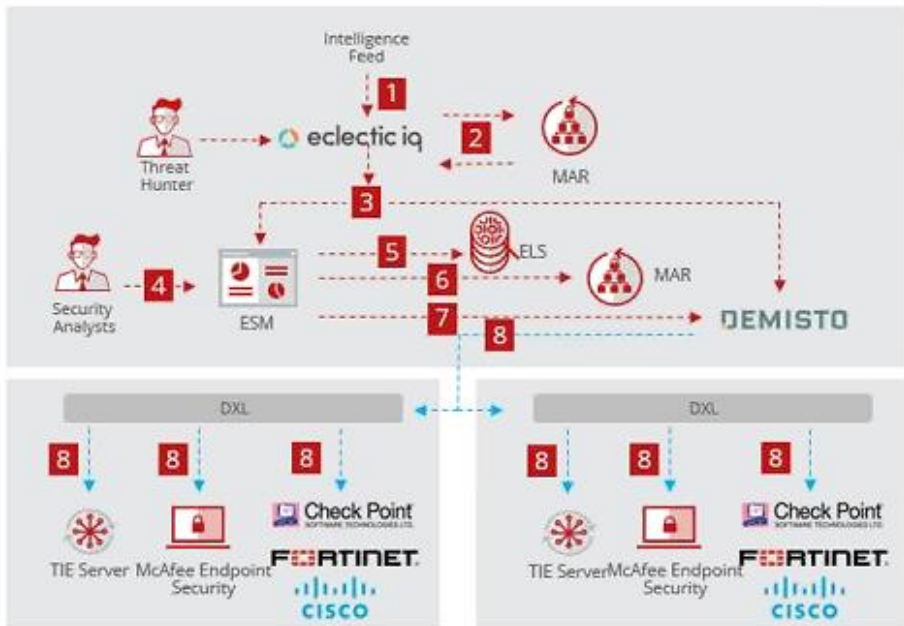 Intelligence
Feed
1
eclectic iq
2
Threat
Hunter
MAR
3
5
ELS
4
6
MAR
Security
Analysts
ESM
7
DEMISTO
8
DXL
DXL
8
8
8
8
8
8
Check Point
SOFTWARE TECHNOLOGIES LTD.
Check Point
SOFTWARE TECHNOLOGIES LTD.
TIE Server
McAfee Endpoint
Security
FORTINET.
TIE Server
McAfee Endpoint
Security
FORTINET.
CISCO
CISCO